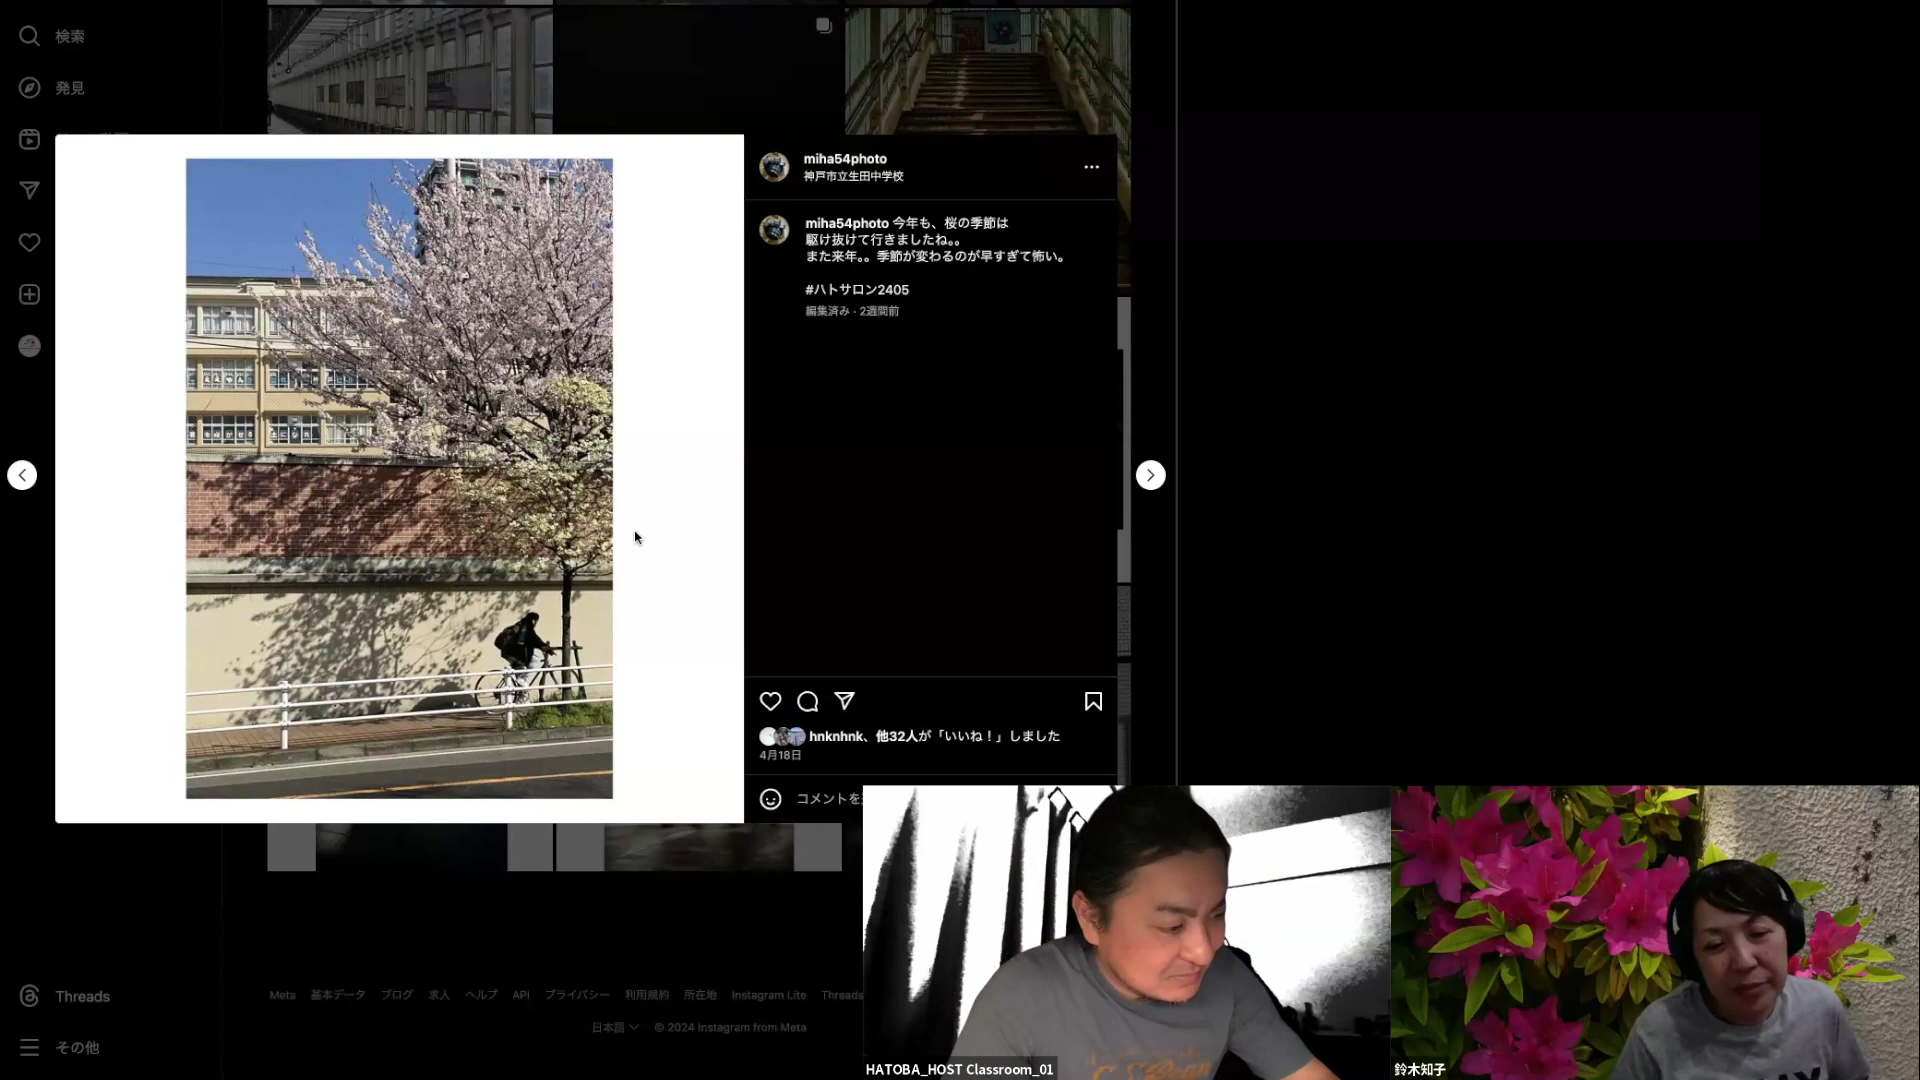 検索
発見
miha54photo
神戸市立生田中学校
miha54photo 今年も、桜の季節は
駆け抜けて行きましたね。。
また来年。。季節が変わるのが早すぎて怖い。
#ハトサロン2405
編集済み・2週間前
hnknhnk、他32人が「いいね！」しました
4月18日
コメントを
Threads
その他
Meta 基本データ ブログ 求人 ヘルプ API プライバシー 利用規約 所在地 Instagram Lite Threads
日本語 © 2024 Instagram from Meta
HATOBA_HOST Classroom_01
鈴木知子